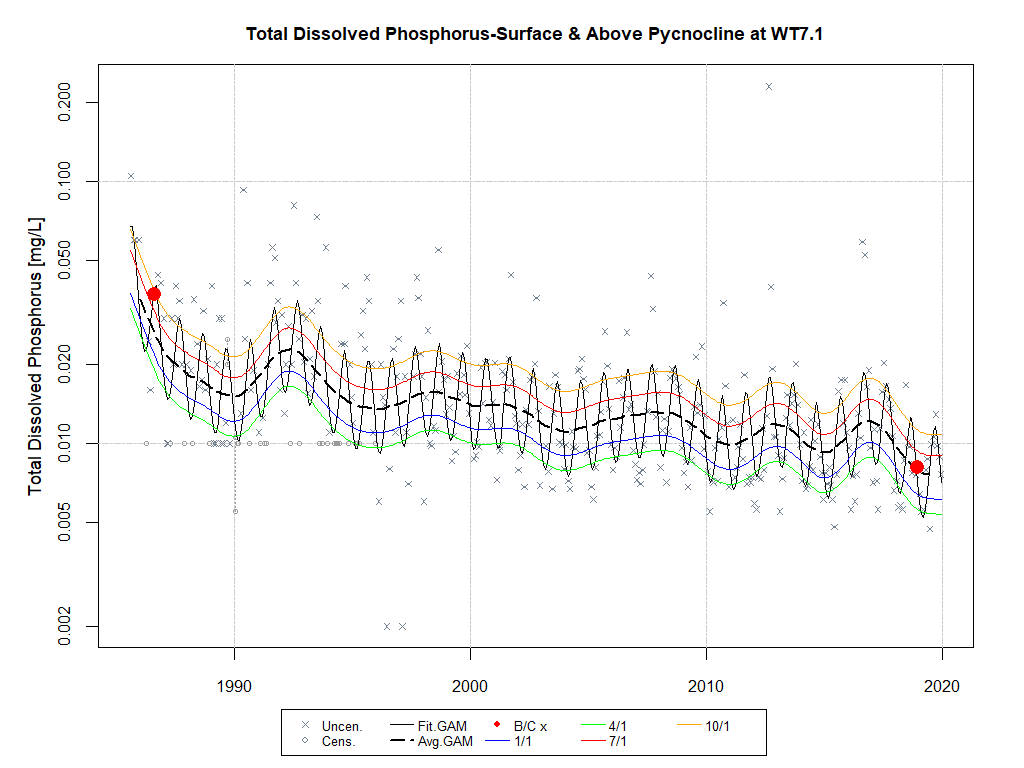 Total Dissolved Phosphorus-Surface & Above Pycnocline at WT7.1
Total Dissolved Phosphorus [mg/L]
0.200
0.100
0.050
0.020
0.010
0.005
0.002
1990 2000 2010 2020
Uncen. Fit.GAM B/C x 4/1 10/1
Cens. Avg.GAM 1/1 7/1